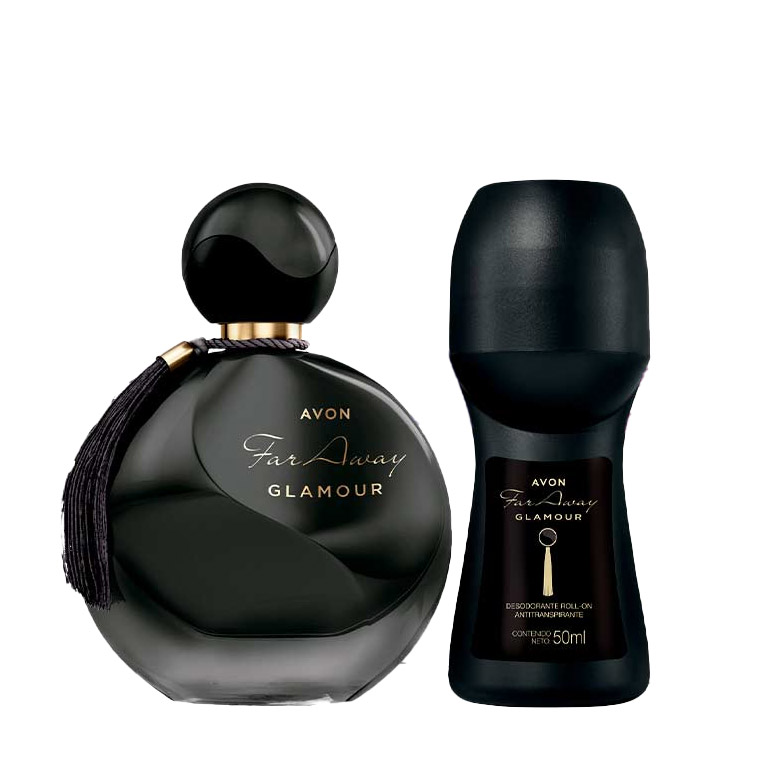 AVON
Far Away
GLAMOUR
AVON
Far Away
GLAMOUR
DESODORANTE ROLL-ON
ANTITRANSPIRANTE
CONTENIDO
NETO 50ml